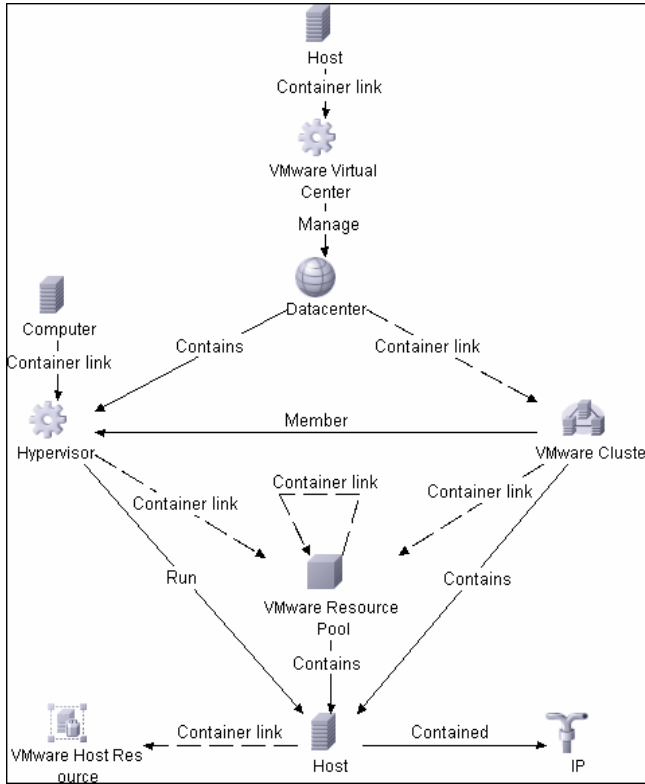 Host
Container link
VMware Virtual
Center
Manage
Datacenter
Computer
Contains
Container link
Container link
Member
Hypervisor
VMware Cluste
Container link
Container link
Container link
Run
Contains
VMware Resource
Pool
Contains
Container link
Contained
VMware Host Res
ource
Host
IP